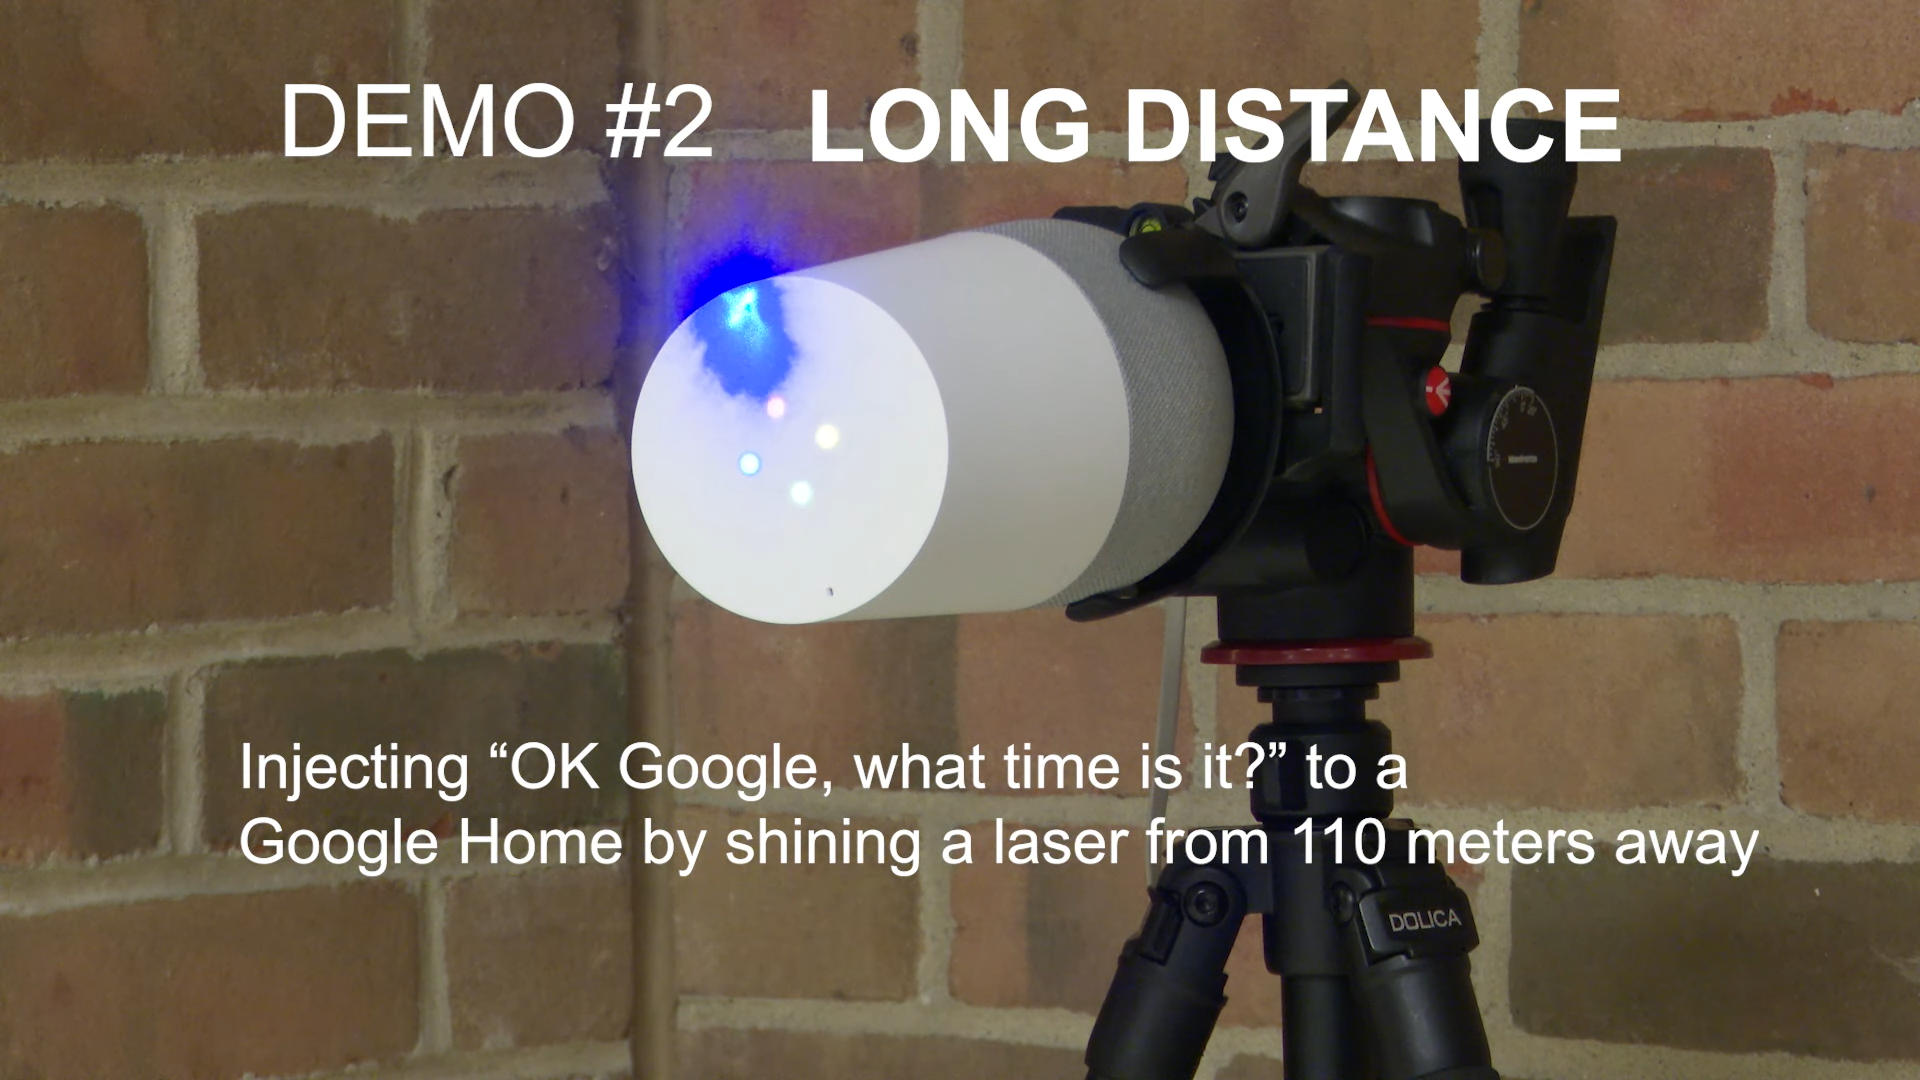 DEMO #2 LONG DISTANCE
Injecting “OK Google, what time is it?” to a
Google Home by shining a laser from 110 meters away
DOLICA